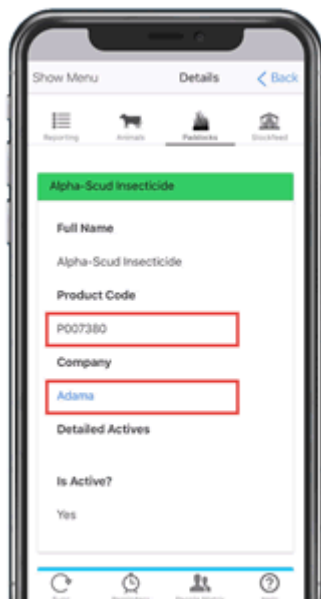 Show Menu Details < Back
Reporting Animals Paddocks Stockfeed
Alpha-Scud Insecticide
Full Name
Alpha-Scud Insecticide
Product Code
P007380
Company
Adama
Detailed Actives
Is Active?
Yes